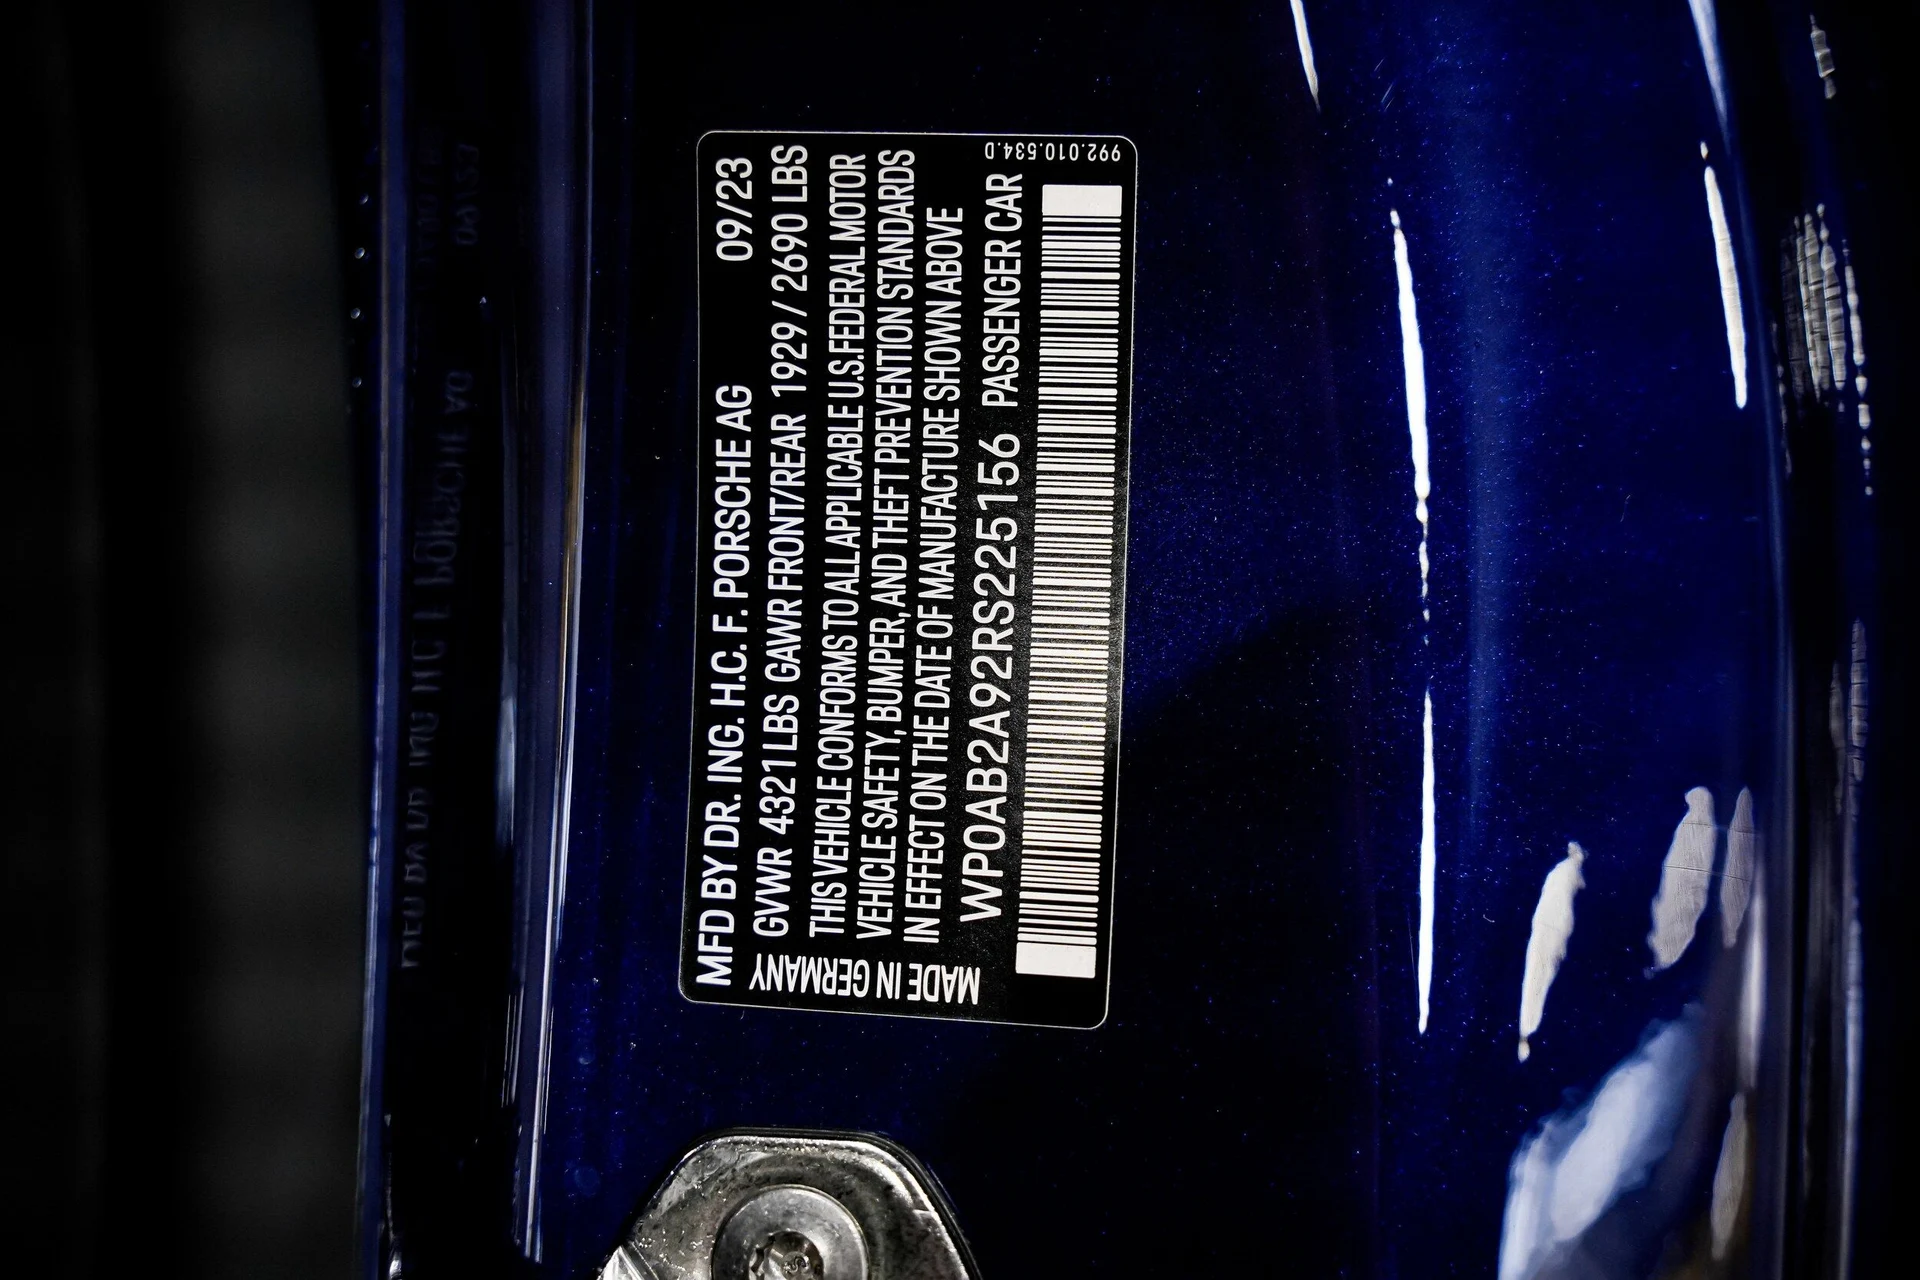 MFD BY DR. ING. H.C. F. PORSCHE AG 09/23
GVWR 4321 LBS GAWR FRONT/REAR 1929 / 2690 LBS
THIS VEHICLE CONFORMS TO ALL APPLICABLE U.S. FEDERAL MOTOR
VEHICLE SAFETY, BUMPER, AND THEFT PREVENTION STANDARDS
IN EFFECT ON THE DATE OF MANUFACTURE SHOWN ABOVE
WP0AB2A92RS225156 PASSENGER CAR
MADE IN GERMANY
992.010.534.D